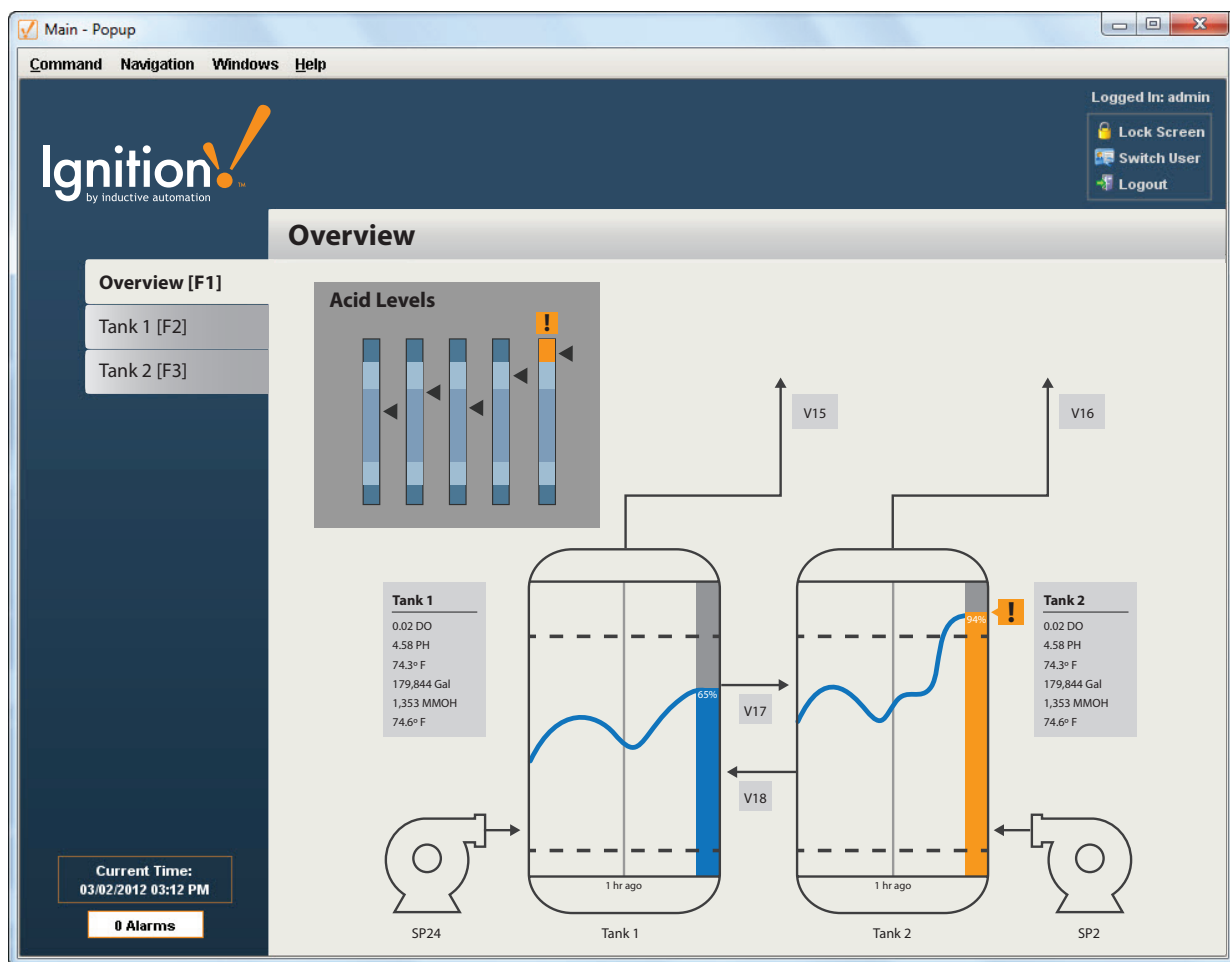 Main - Popup
Command Navigation Windows Help
Logged In: admin
Lock Screen
Switch User
Logout
Ignition!
™
by inductive automation
Overview
Overview [F1]
Tank 1 [F2]
Tank 2 [F3]
Acid Levels
!
V15
V16
Tank 1
0.02 DO
4.58 PH
74.3º F
179,844 Gal
1,353 MMOH
74.6º F
65%
1 hr ago
V17
V18
94%
1 hr ago
!
Tank 2
0.02 DO
4.58 PH
74.3º F
179,844 Gal
1,353 MMOH
74.6º F
SP24
Tank 1
Tank 2
SP2
Current Time:
03/02/2012 03:12 PM
0 Alarms